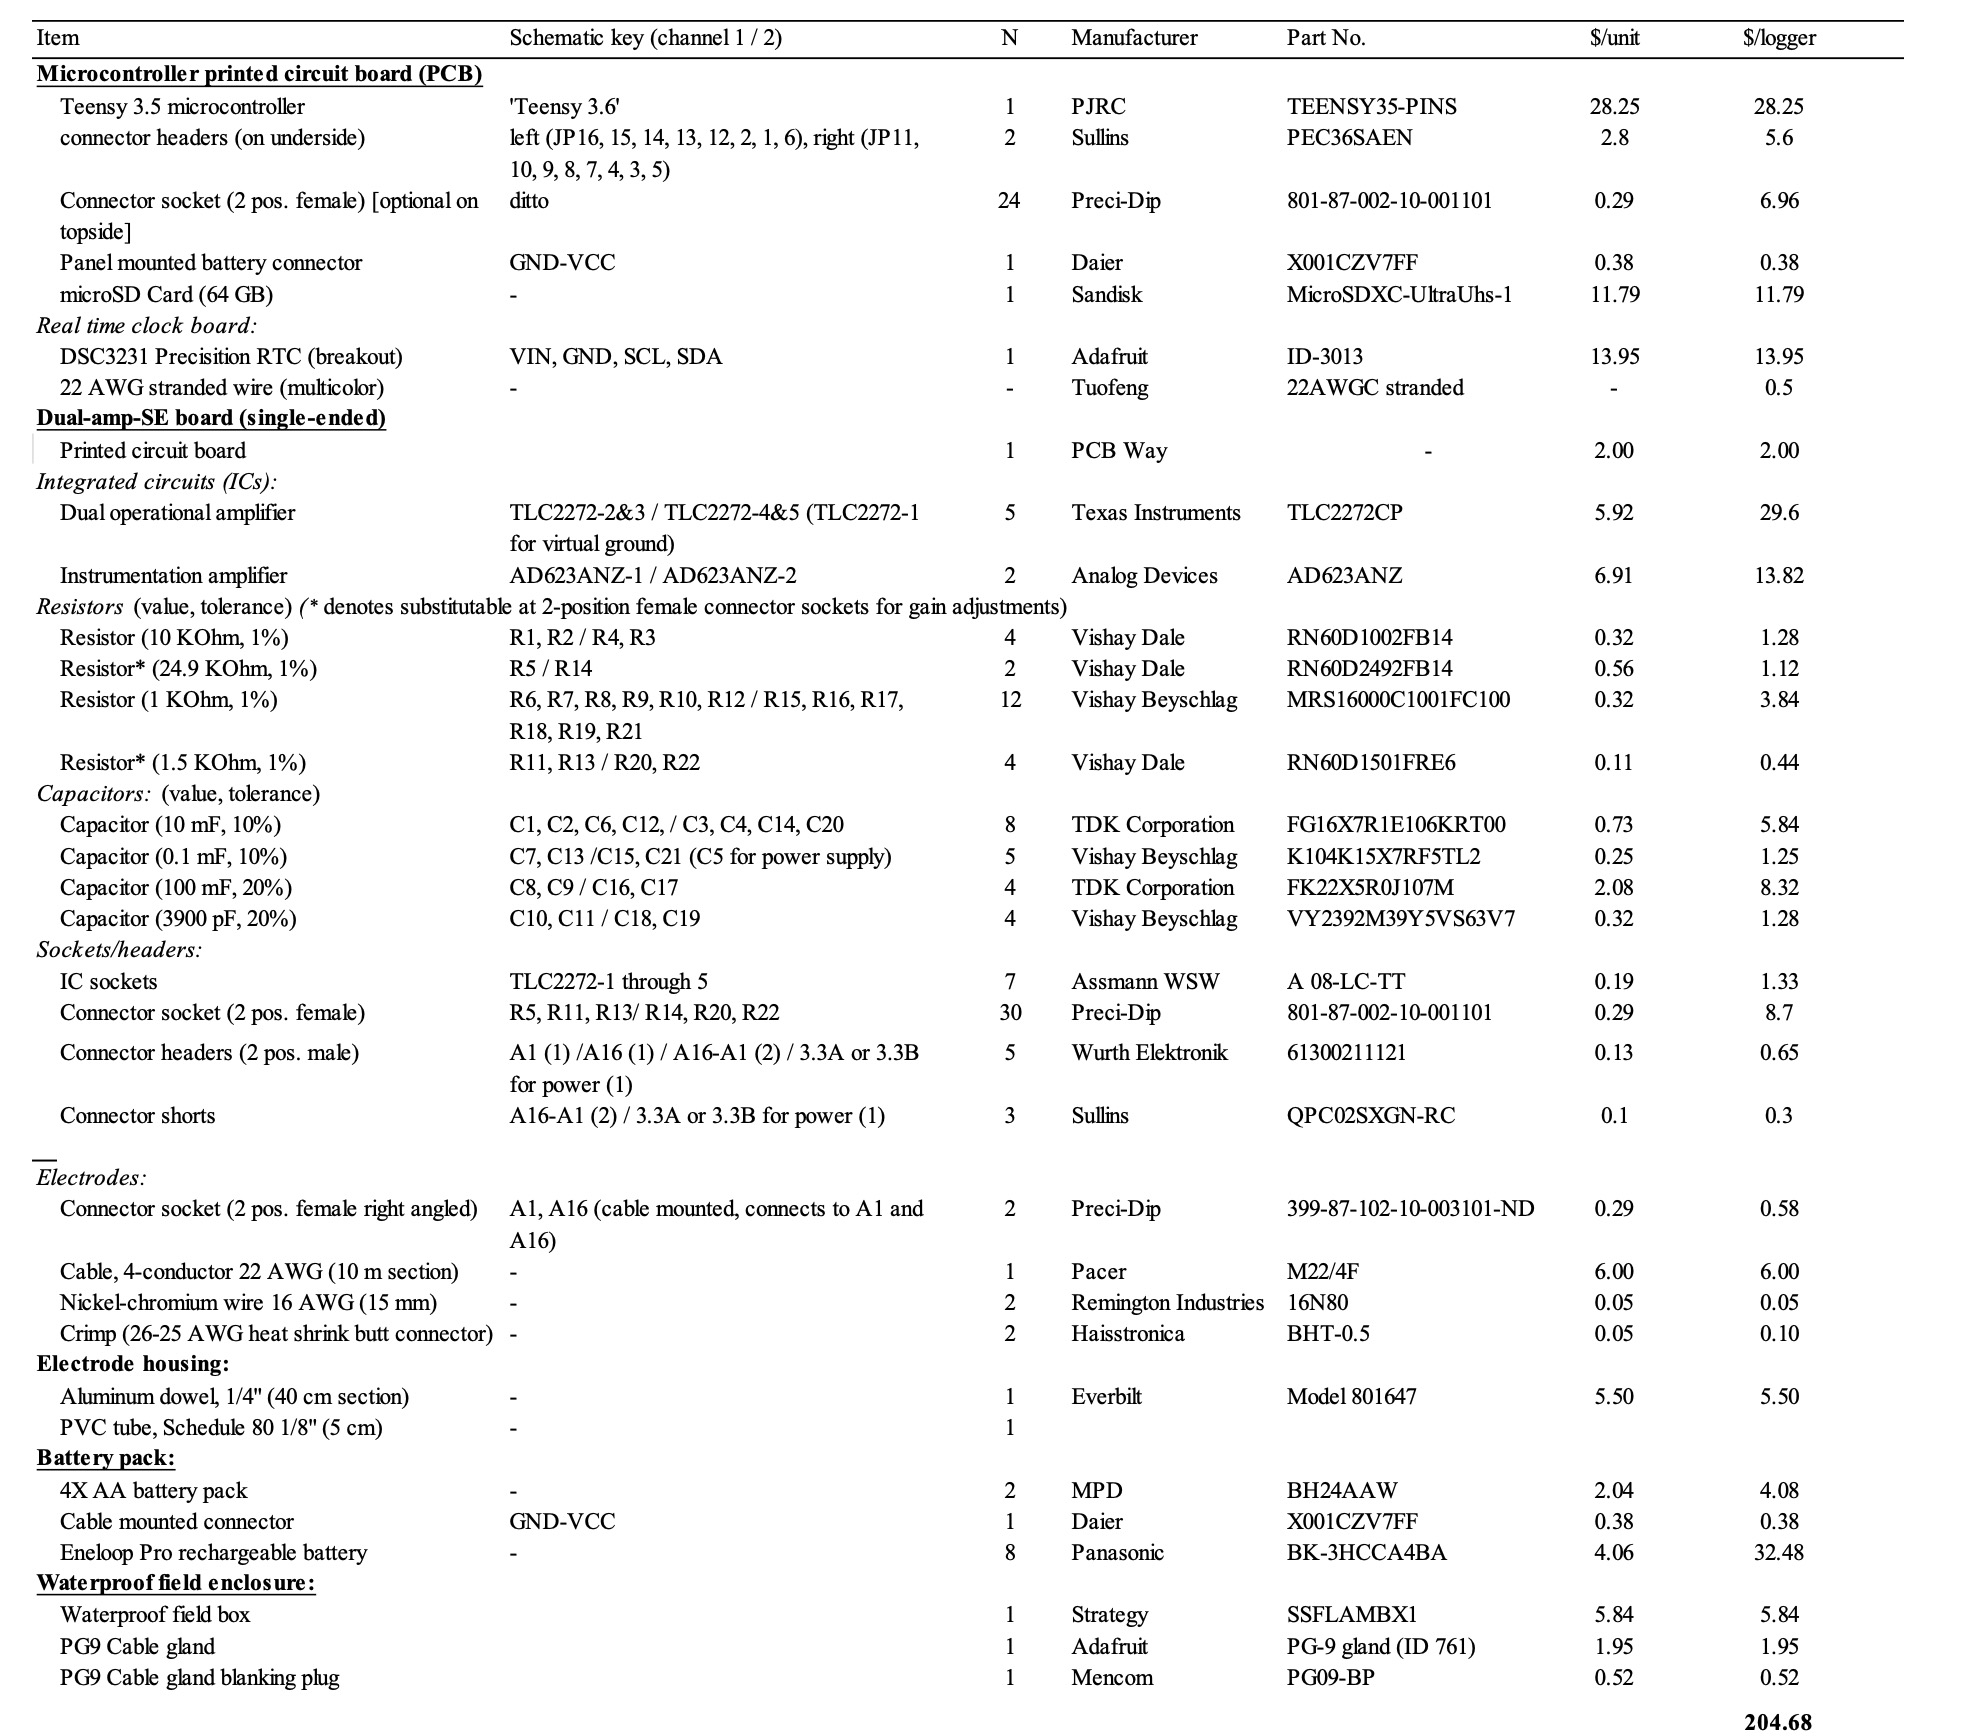 Item Schematic key (channel 1 / 2) N Manufacturer Part No. $/unit $/logger
Microcontroller printed circuit board (PCB)
Teensy 3.5 microcontroller 'Teensy 3.6' 1 PJRC TEENSY35-PINS 28.25 28.25
connector headers (on underside) left (JP16, 15, 14, 13, 12, 2, 1, 6), right (JP11, 2 Sullins PEC36SAEN 2.8 5.6
10, 9, 8, 7, 4, 3, 5)
Connector socket (2 pos. female) [optional on ditto 24 Preci-Dip 801-87-002-10-001101 0.29 6.96
topside]
Panel mounted battery connector GND-VCC 1 Daier X001CZV7FF 0.38 0.38
microSD Card (64 GB) - 1 Sandisk MicroSDXC-UltraUhs-1 11.79 11.79
Real time clock board:
DSC3231 Precisition RTC (breakout) VIN, GND, SCL, SDA 1 Adafruit ID-3013 13.95 13.95
22 AWG stranded wire (multicolor) - - Tuofeng 22AWGC stranded - 0.5
Dual-amp-SE board (single-ended)
Printed circuit board 1 PCB Way - 2.00 2.00
Integrated circuits (ICs):
Dual operational amplifier TLC2272-2&3 / TLC2272-4&5 (TLC2272-1 5 Texas Instruments TLC2272CP 5.92 29.6
for virtual ground)
Instrumentation amplifier AD623ANZ-1 / AD623ANZ-2 2 Analog Devices AD623ANZ 6.91 13.82
Resistors (value, tolerance) (* denotes substitutable at 2-position female connector sockets for gain adjustments)
Resistor (10 KOhm, 1%) R1, R2 / R4, R3 4 Vishay Dale RN60D1002FB14 0.32 1.28
Resistor* (24.9 KOhm, 1%) R5 / R14 2 Vishay Dale RN60D2492FB14 0.56 1.12
Resistor (1 KOhm, 1%) R6, R7, R8, R9, R10, R12 / R15, R16, R17, 12 Vishay Beyschlag MRS16000C1001FC100 0.32 3.84
R18, R19, R21
Resistor* (1.5 KOhm, 1%) R11, R13 / R20, R22 4 Vishay Dale RN60D1501FRE6 0.11 0.44
Capacitors: (value, tolerance)
Capacitor (10 mF, 10%) C1, C2, C6, C12, / C3, C4, C14, C20 8 TDK Corporation FG16X7R1E106KRT00 0.73 5.84
Capacitor (0.1 mF, 10%) C7, C13 /C15, C21 (C5 for power supply) 5 Vishay Beyschlag K104K15X7RF5TL2 0.25 1.25
Capacitor (100 mF, 20%) C8, C9 / C16, C17 4 TDK Corporation FK22X5R0J107M 2.08 8.32
Capacitor (3900 pF, 20%) C10, C11 / C18, C19 4 Vishay Beyschlag VY2392M39Y5VS63V7 0.32 1.28
Sockets/headers:
IC sockets TLC2272-1 through 5 7 Assmann WSW A 08-LC-TT 0.19 1.33
Connector socket (2 pos. female) R5, R11, R13/ R14, R20, R22 30 Preci-Dip 801-87-002-10-001101 0.29 8.7
Connector headers (2 pos. male) A1 (1) /A16 (1) / A16-A1 (2) / 3.3A or 3.3B 5 Wurth Elektronik 61300211121 0.13 0.65
for power (1)
Connector shorts A16-A1 (2) / 3.3A or 3.3B for power (1) 3 Sullins QPC02SXGN-RC 0.1 0.3
Electrodes:
Connector socket (2 pos. female right angled) A1, A16 (cable mounted, connects to A1 and 2 Preci-Dip 399-87-102-10-003101-ND 0.29 0.58
A16)
Cable, 4-conductor 22 AWG (10 m section) - 1 Pacer M22/4F 6.00 6.00
Nickel-chromium wire 16 AWG (15 mm) - 2 Remington Industries 16N80 0.05 0.05
Crimp (26-25 AWG heat shrink butt connector) - 2 Haisstronica BHT-0.5 0.05 0.10
Electrode housing:
Aluminum dowel, 1/4" (40 cm section) - 1 Everbilt Model 801647 5.50 5.50
PVC tube, Schedule 80 1/8" (5 cm) - 1
Battery pack:
4X AA battery pack - 2 MPD BH24AAW 2.04 4.08
Cable mounted connector GND-VCC 1 Daier X001CZV7FF 0.38 0.38
Eneloop Pro rechargeable battery - 8 Panasonic BK-3HCCA4BA 4.06 32.48
Waterproof field enclosure:
Waterproof field box 1 Strategy SSFLAMBX1 5.84 5.84
PG9 Cable gland 1 Adafruit PG-9 gland (ID 761) 1.95 1.95
PG9 Cable gland blanking plug 1 Mencom PG09-BP 0.52 0.52
204.68